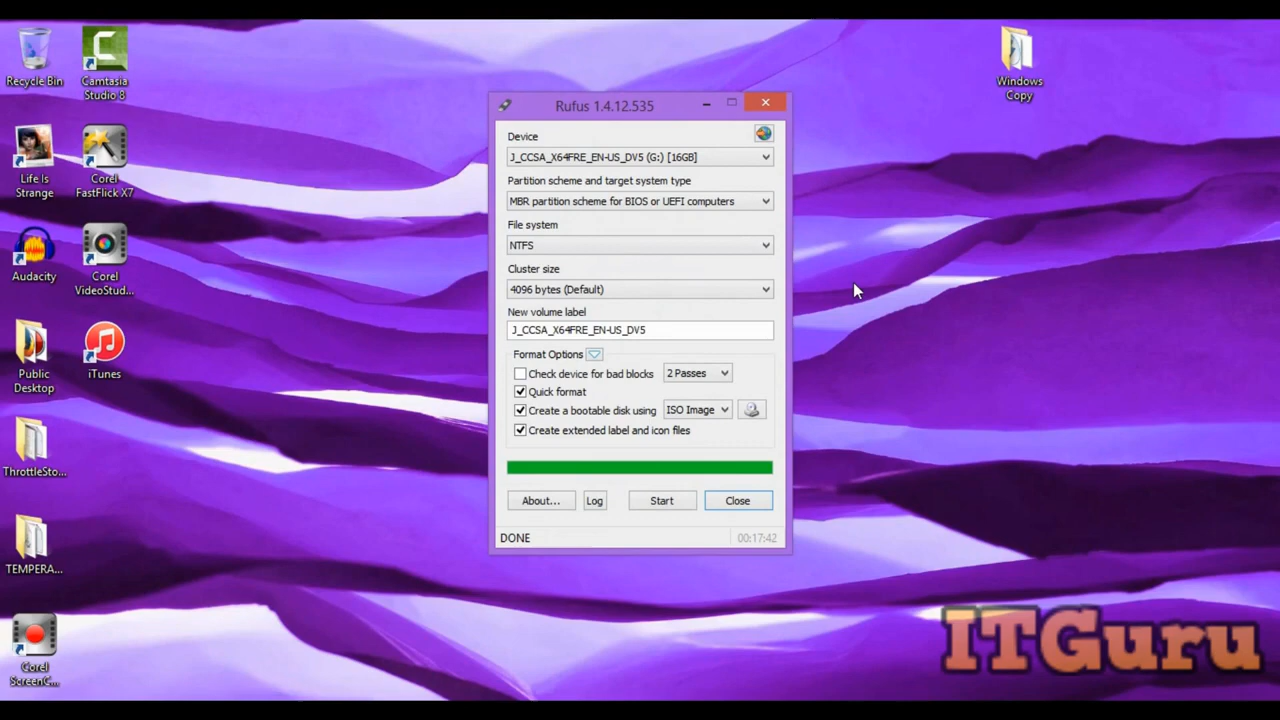 Recycle Bin
Camtasia
Studio 8
Life Is
Strange
Corel
FastFlick X7
Audacity
Corel
VideoStud...
Public
Desktop
iTunes
ThrottleSto...
TEMPERA...
Corel
ScreenC...
Windows
Copy
Rufus 1.4.12.535
Device
J_CCSA_X64FRE_EN-US_DV5 (G:) [16GB]
Partition scheme and target system type
MBR partition scheme for BIOS or UEFI computers
File system
NTFS
Cluster size
4096 bytes (Default)
New volume label
J_CCSA_X64FRE_EN-US_DV5
Format Options
Check device for bad blocks 2 Passes
Quick format
Create a bootable disk using ISO Image
Create extended label and icon files
About... Log Start Close
DONE 00:17:42
ITGuru